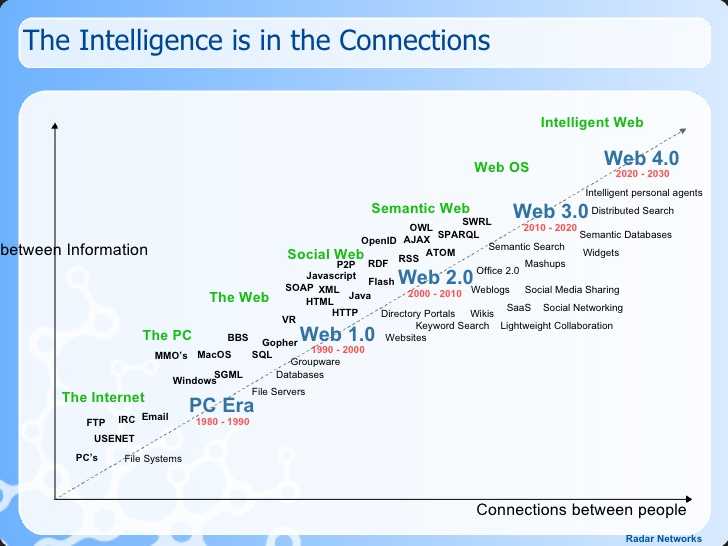 The Intelligence is in the Connections
Intelligent Web
Web 4.0
2020 - 2030
Web OS
Intelligent personal agents
Semantic Web
Web 3.0
Distributed Search
2010 - 2020
SWRL
OWL
SPARQL
Semantic Databases
OpenID
AJAX
Semantic Search
between Information
Social Web
ATOM
Widgets
P2P
RDF
RSS
Mashups
Javascript
Office 2.0
Flash
Web 2.0
SOAP
XML
Java
2000 - 2010
Weblogs
Social Media Sharing
The Web
HTML
HTTP
SaaS
Social Networking
VR
Directory Portals
Wikis
Keyword Search
Lightweight Collaboration
The PC
BBS
Gopher
Web 1.0
Websites
1990 - 2000
MMO's
MacOS
SQL
Groupware
SGML
Databases
Windows
File Servers
The Internet
PC Era
1980 - 1990
FTP
IRC
Email
USENET
PC's
File Systems
Connections between people
Radar Networks